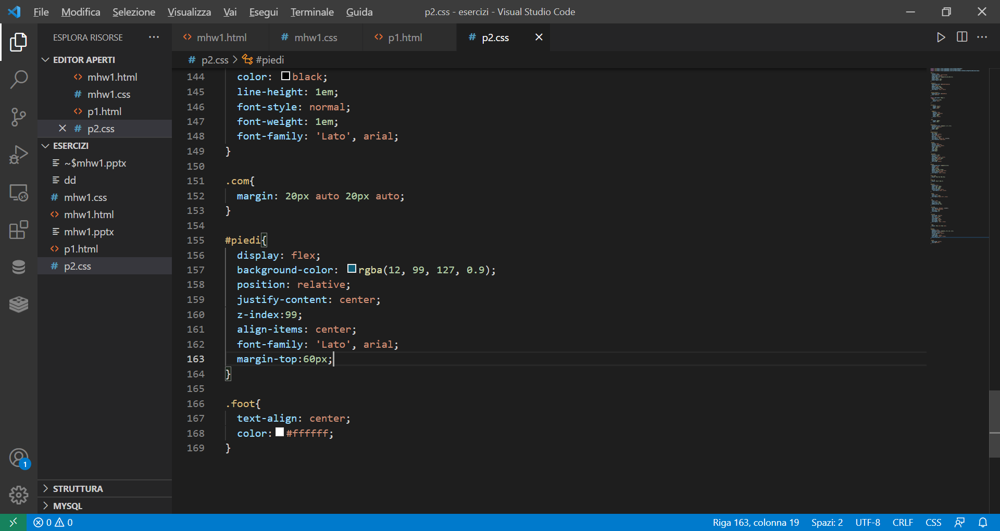 File Modifica Selezione Visualizza Vai Esegui Terminale Guida p2.css - esercizi - Visual Studio Code
ESPLORA RISORSE
mhw1.html mhw1.css p1.html p2.css
EDITOR APERTI
mhw1.html
mhw1.css
p1.html
p2.css
ESERCIZI
~$mhw1.pptx
dd
mhw1.css
mhw1.html
mhw1.pptx
p1.html
p2.css
STRUTTURA
MYSQL
# p2.css > #piedi
144 color: black;
145 line-height: 1em;
146 font-style: normal;
147 font-weight: 1em;
148 font-family: 'Lato', arial;
149 }
150
151 .com{
152 margin: 20px auto 20px auto;
153 }
154
155 #piedi{
156 display: flex;
157 background-color: rgba(12, 99, 127, 0.9);
158 position: relative;
159 justify-content: center;
160 z-index:99;
161 align-items: center;
162 font-family: 'Lato', arial;
163 margin-top:60px;
164 }
165
166 .foot{
167 text-align: center;
168 color: #ffffff;
169 }
1
0 0 Riga 163, colonna 19 Spazi: 2 UTF-8 CRLF CSS